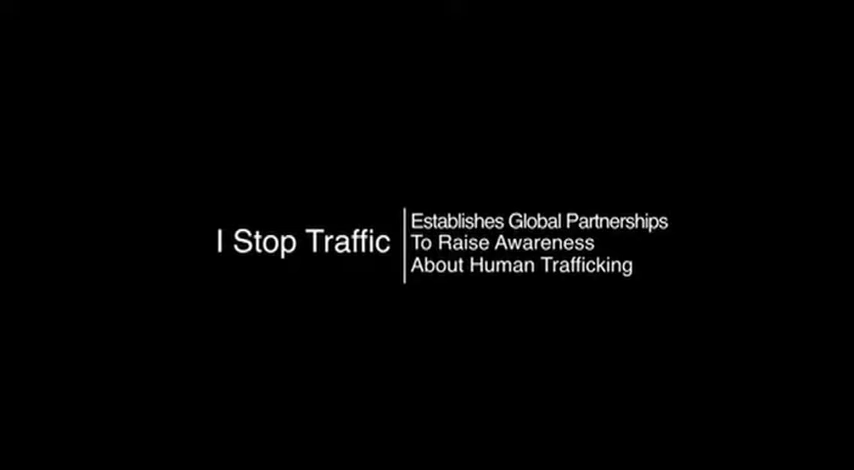 I Stop Traffic
Establishes Global Partnerships
To Raise Awareness
About Human Trafficking